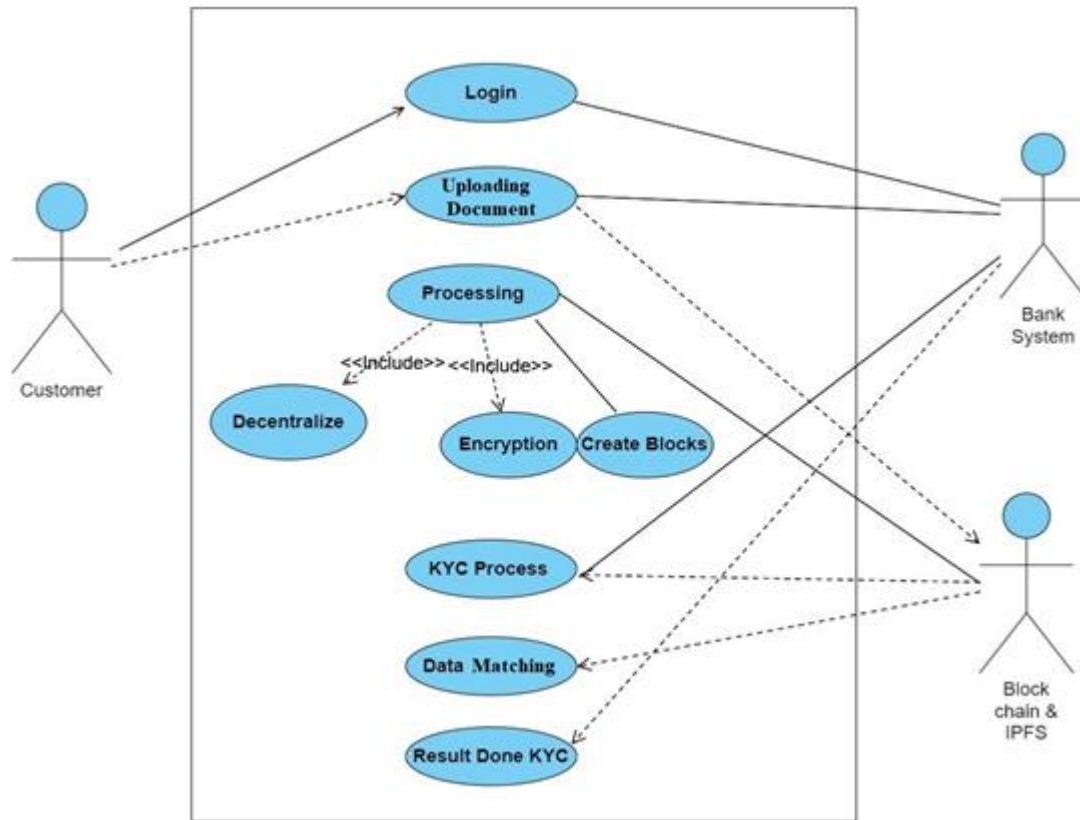 Login
Uploading
Document
Processing
<<Include>>
<<Include>>
Decentralize
Encryption
Create Blocks
KYC Process
Data Matching
Result Done KYC
Customer
Bank
System
Block
chain &
IPFS